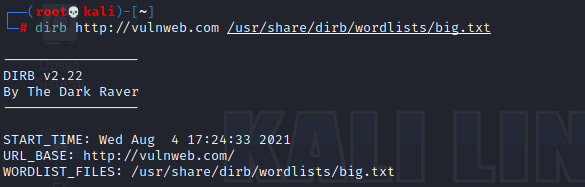 (root💀kali)-[~]
# dirb http://vulnweb.com /usr/share/dirb/wordlists/big.txt
-----------------
DIRB v2.22
By The Dark Raver
-----------------
START_TIME: Wed Aug  4 17:24:33 2021
URL_BASE: http://vulnweb.com/
WORDLIST_FILES: /usr/share/dirb/wordlists/big.txt
KALI LIN